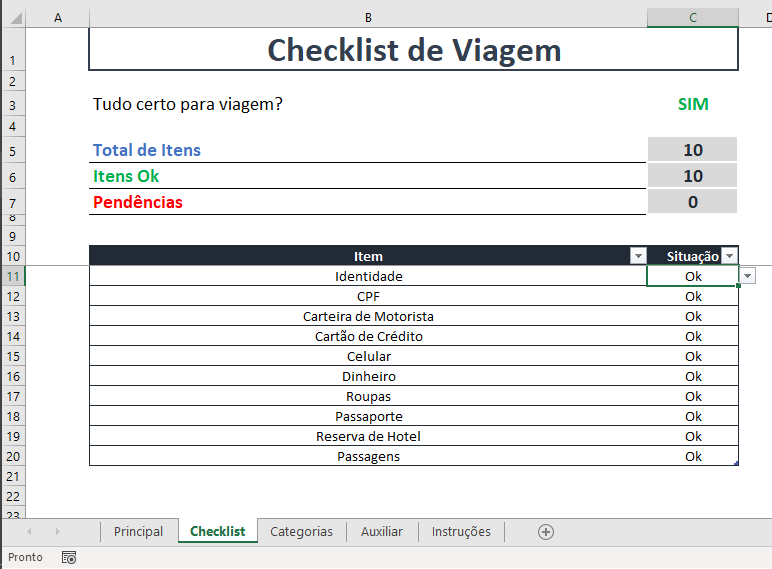 A B C D
1 Checklist de Viagem
2
3 Tudo certo para viagem? SIM
4
5 Total de Itens 10
6 Itens Ok 10
7 Pendências 0
8
9
10 Item Situação
11 Identidade Ok
12 CPF Ok
13 Carteira de Motorista Ok
14 Cartão de Crédito Ok
15 Celular Ok
16 Dinheiro Ok
17 Roupas Ok
18 Passaporte Ok
19 Reserva de Hotel Ok
20 Passagens Ok
21
22
23
Principal Checklist Categorias Auxiliar Instruções
Pronto